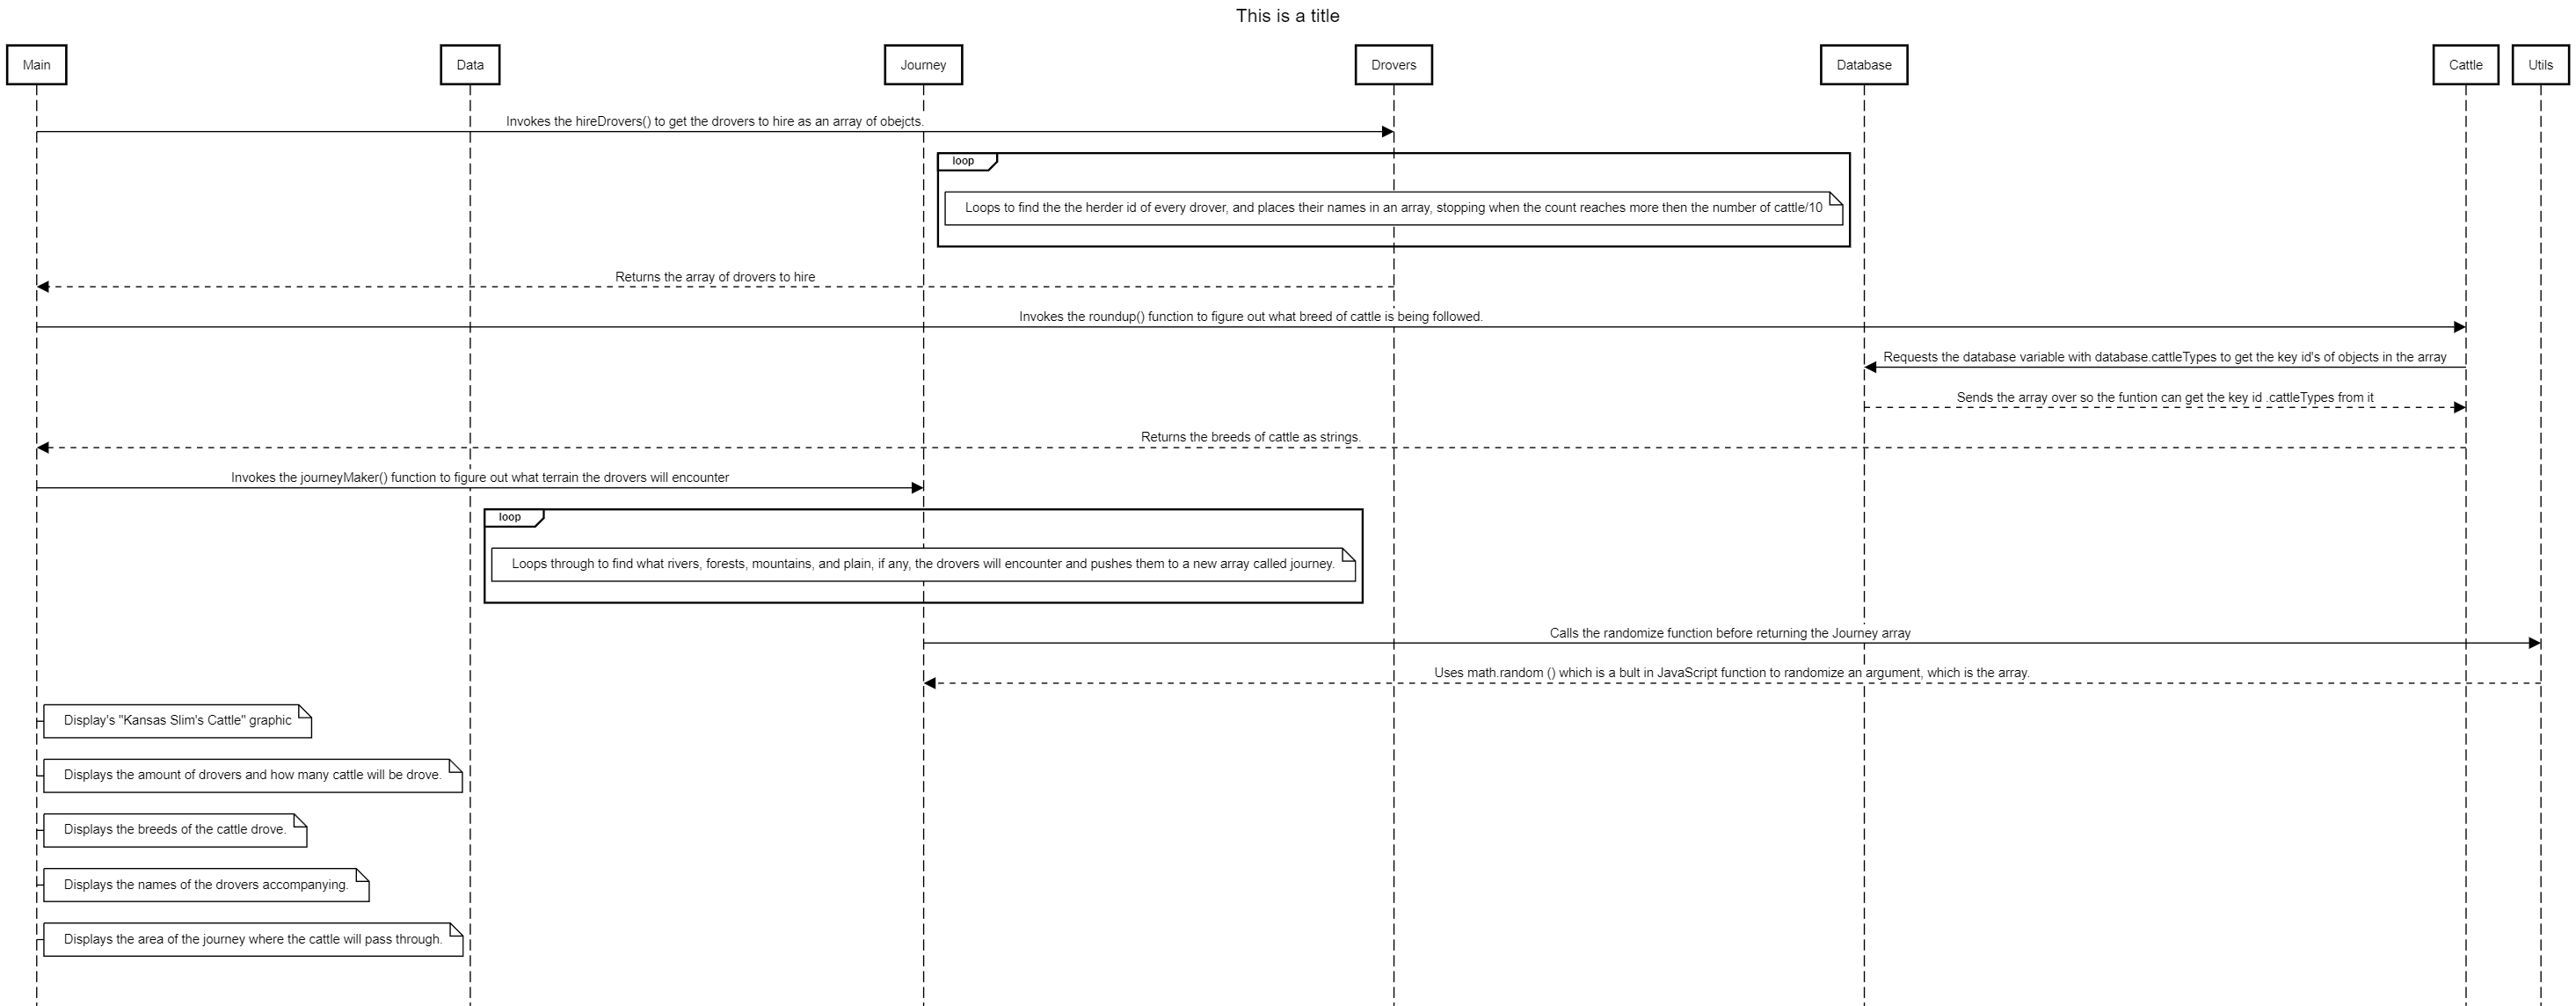 This is a title
Main
Data
Journey
Drovers
Database
Cattle
Utils
Invokes the hireDrovers() to get the drovers to hire as an array of obejcts.
loop
Loops to find the the herder id of every drover, and places their names in an array, stopping when the count reaches more then the number of cattle/10
Returns the array of drovers to hire
Invokes the roundup() function to figure out what breed of cattle is being followed.
Requests the database variable with database.cattleTypes to get the key id's of objects in the array
Sends the array over so the funtion can get the key id .cattleTypes from it
Returns the breeds of cattle as strings.
Invokes the journeyMaker() function to figure out what terrain the drovers will encounter
loop
Loops through to find what rivers, forests, mountains, and plain, if any, the drovers will encounter and pushes them to a new array called journey.
Calls the randomize function before returning the Journey array
Uses math.random () which is a bult in JavaScript function to randomize an argument, which is the array.
Display's "Kansas Slim's Cattle" graphic
Displays the amount of drovers and how many cattle will be drove.
Displays the breeds of the cattle drove.
Displays the names of the drovers accompanying.
Displays the area of the journey where the cattle will pass through.